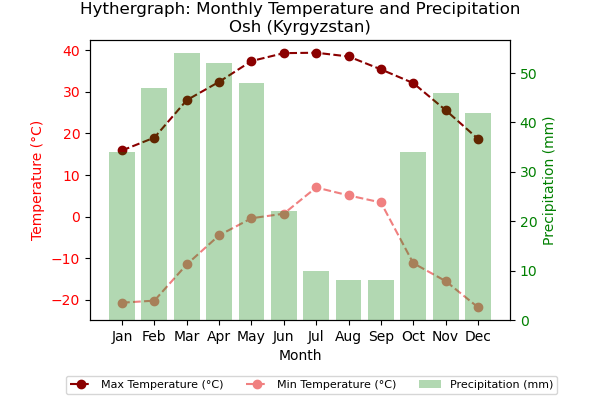 Hythergraph: Monthly Temperature and Precipitation
Osh (Kyrgyzstan)
Temperature (°C)
40
30
20
10
0
−10
−20
Precipitation (mm)
50
40
30
20
10
0
Jan Feb Mar Apr May Jun Jul Aug Sep Oct Nov Dec
Month
Max Temperature (°C) Min Temperature (°C) Precipitation (mm)